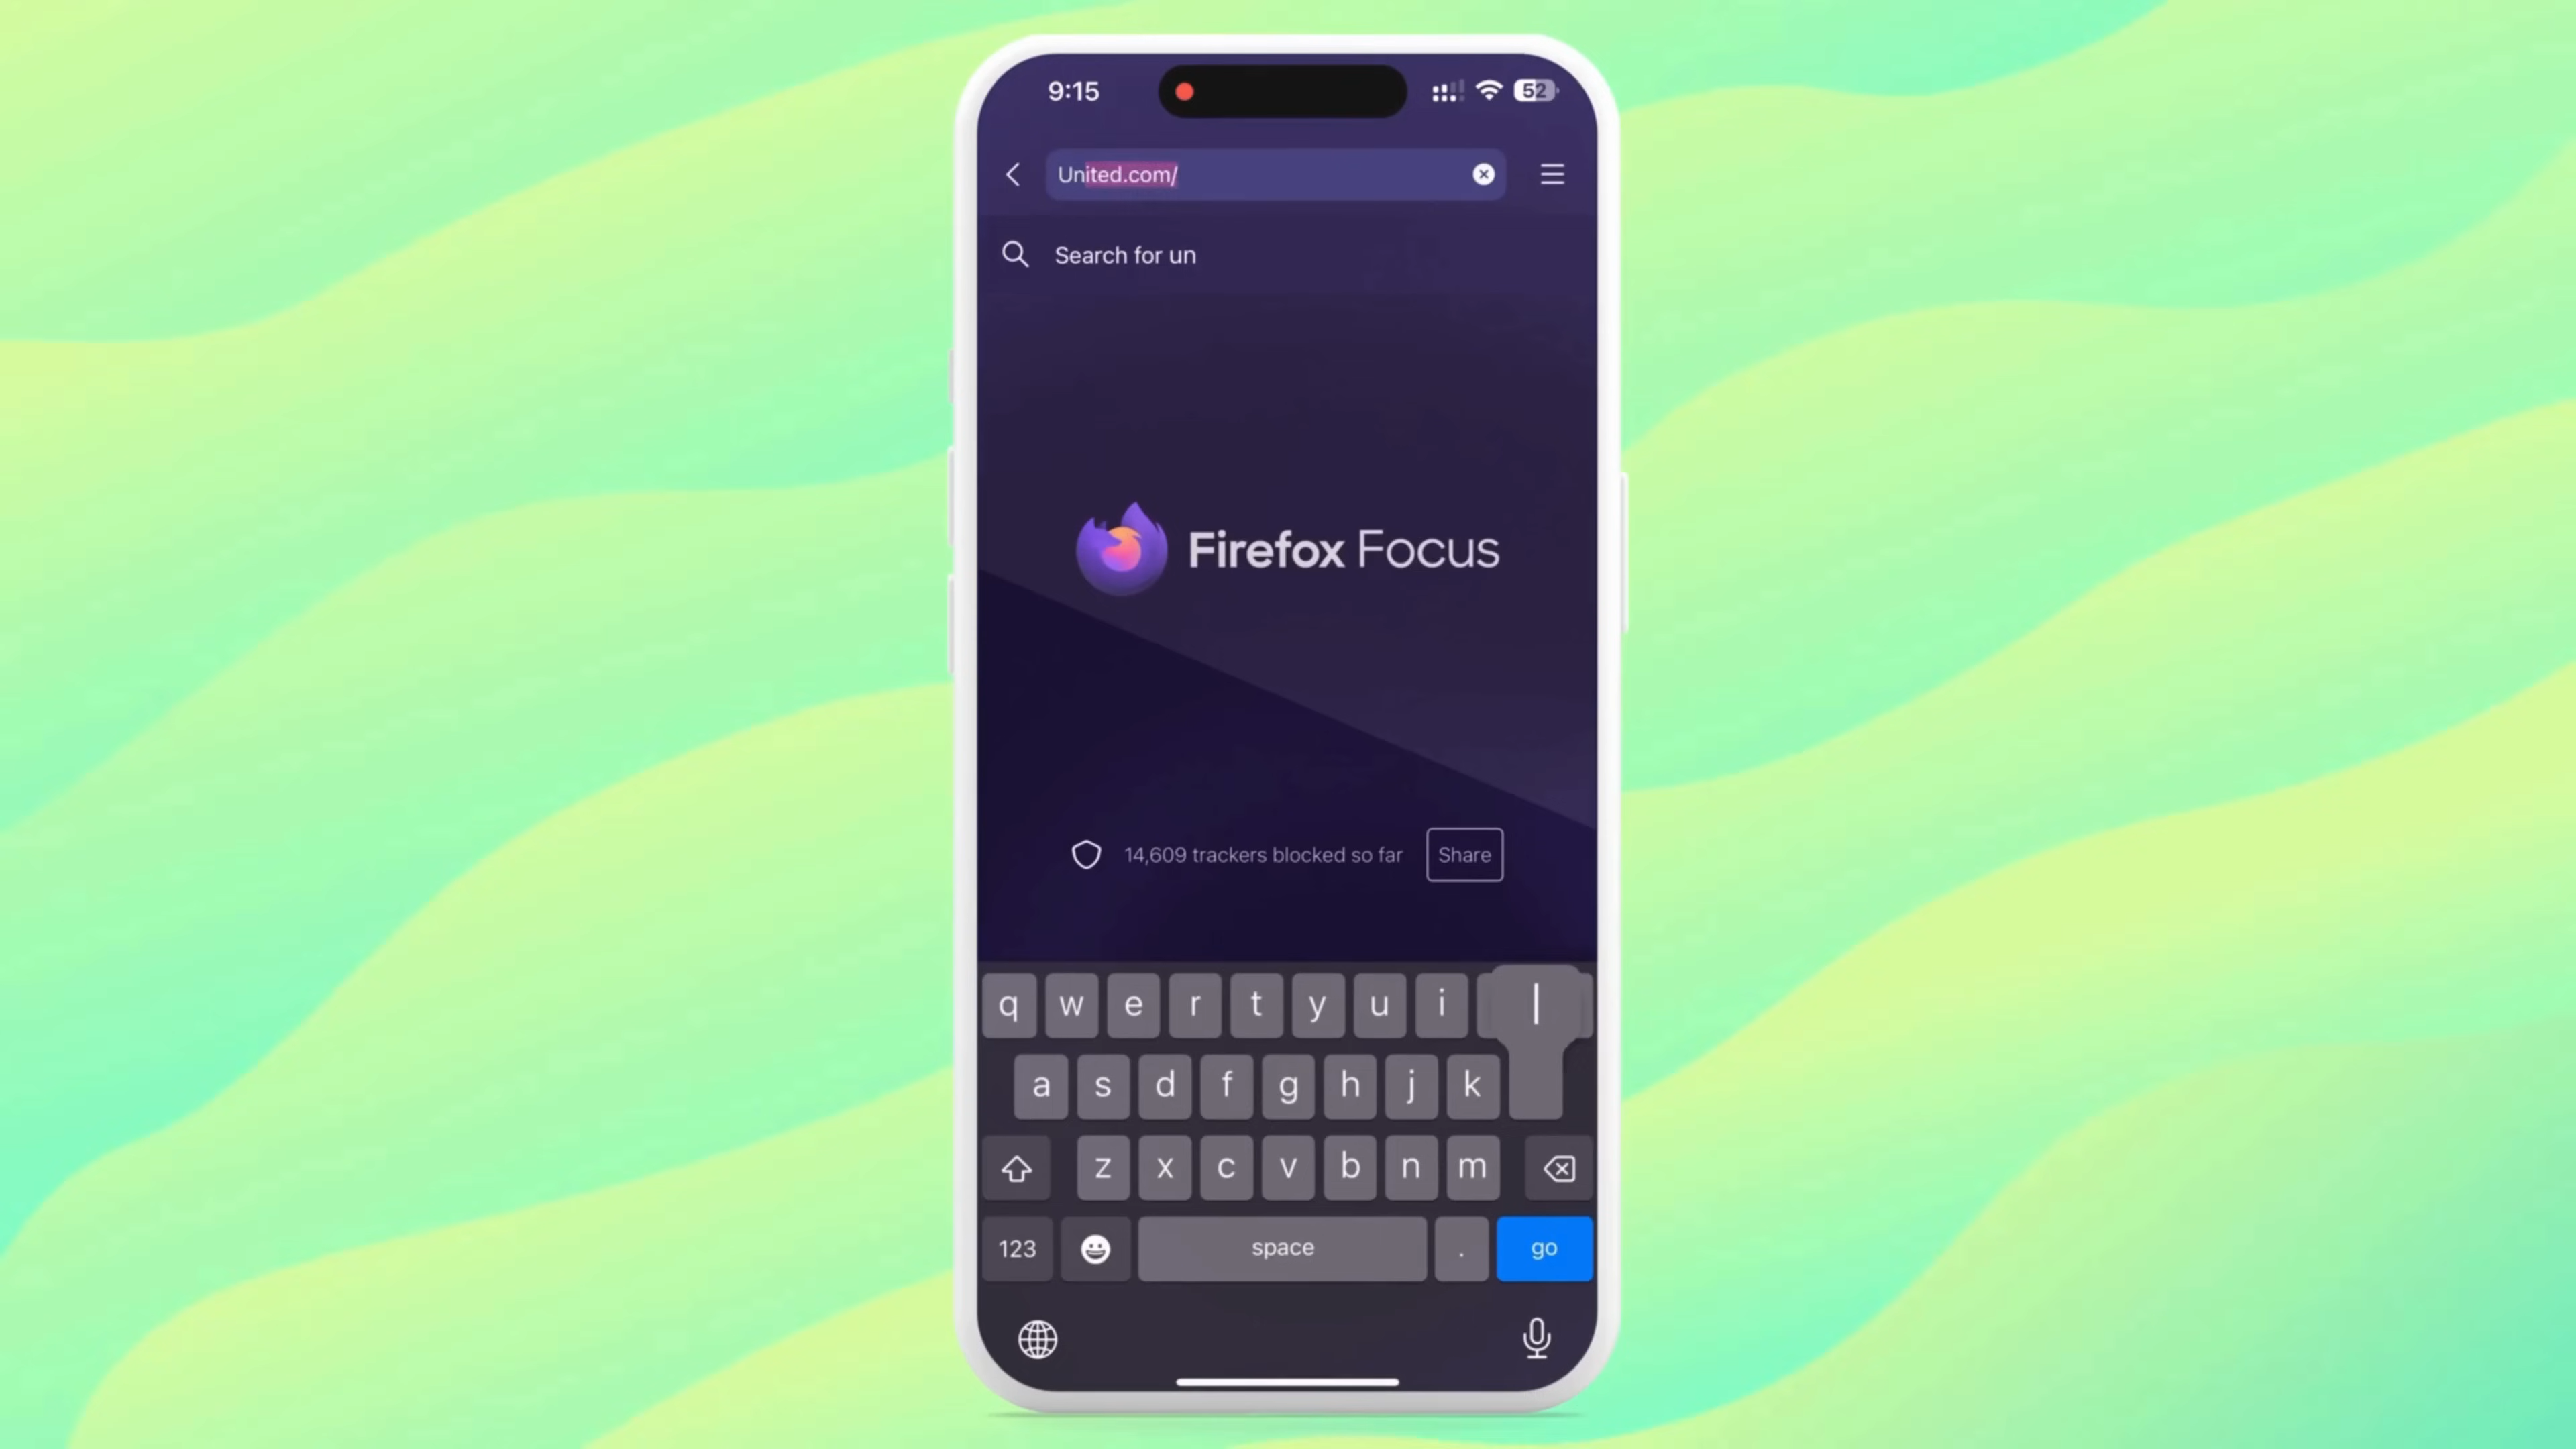 9:15
52
United.com/
Search for un
Firefox Focus
14,609 trackers blocked so far
Share
q w e r t y u i l
a s d f g h j k
z x c v b n m
123 space . go